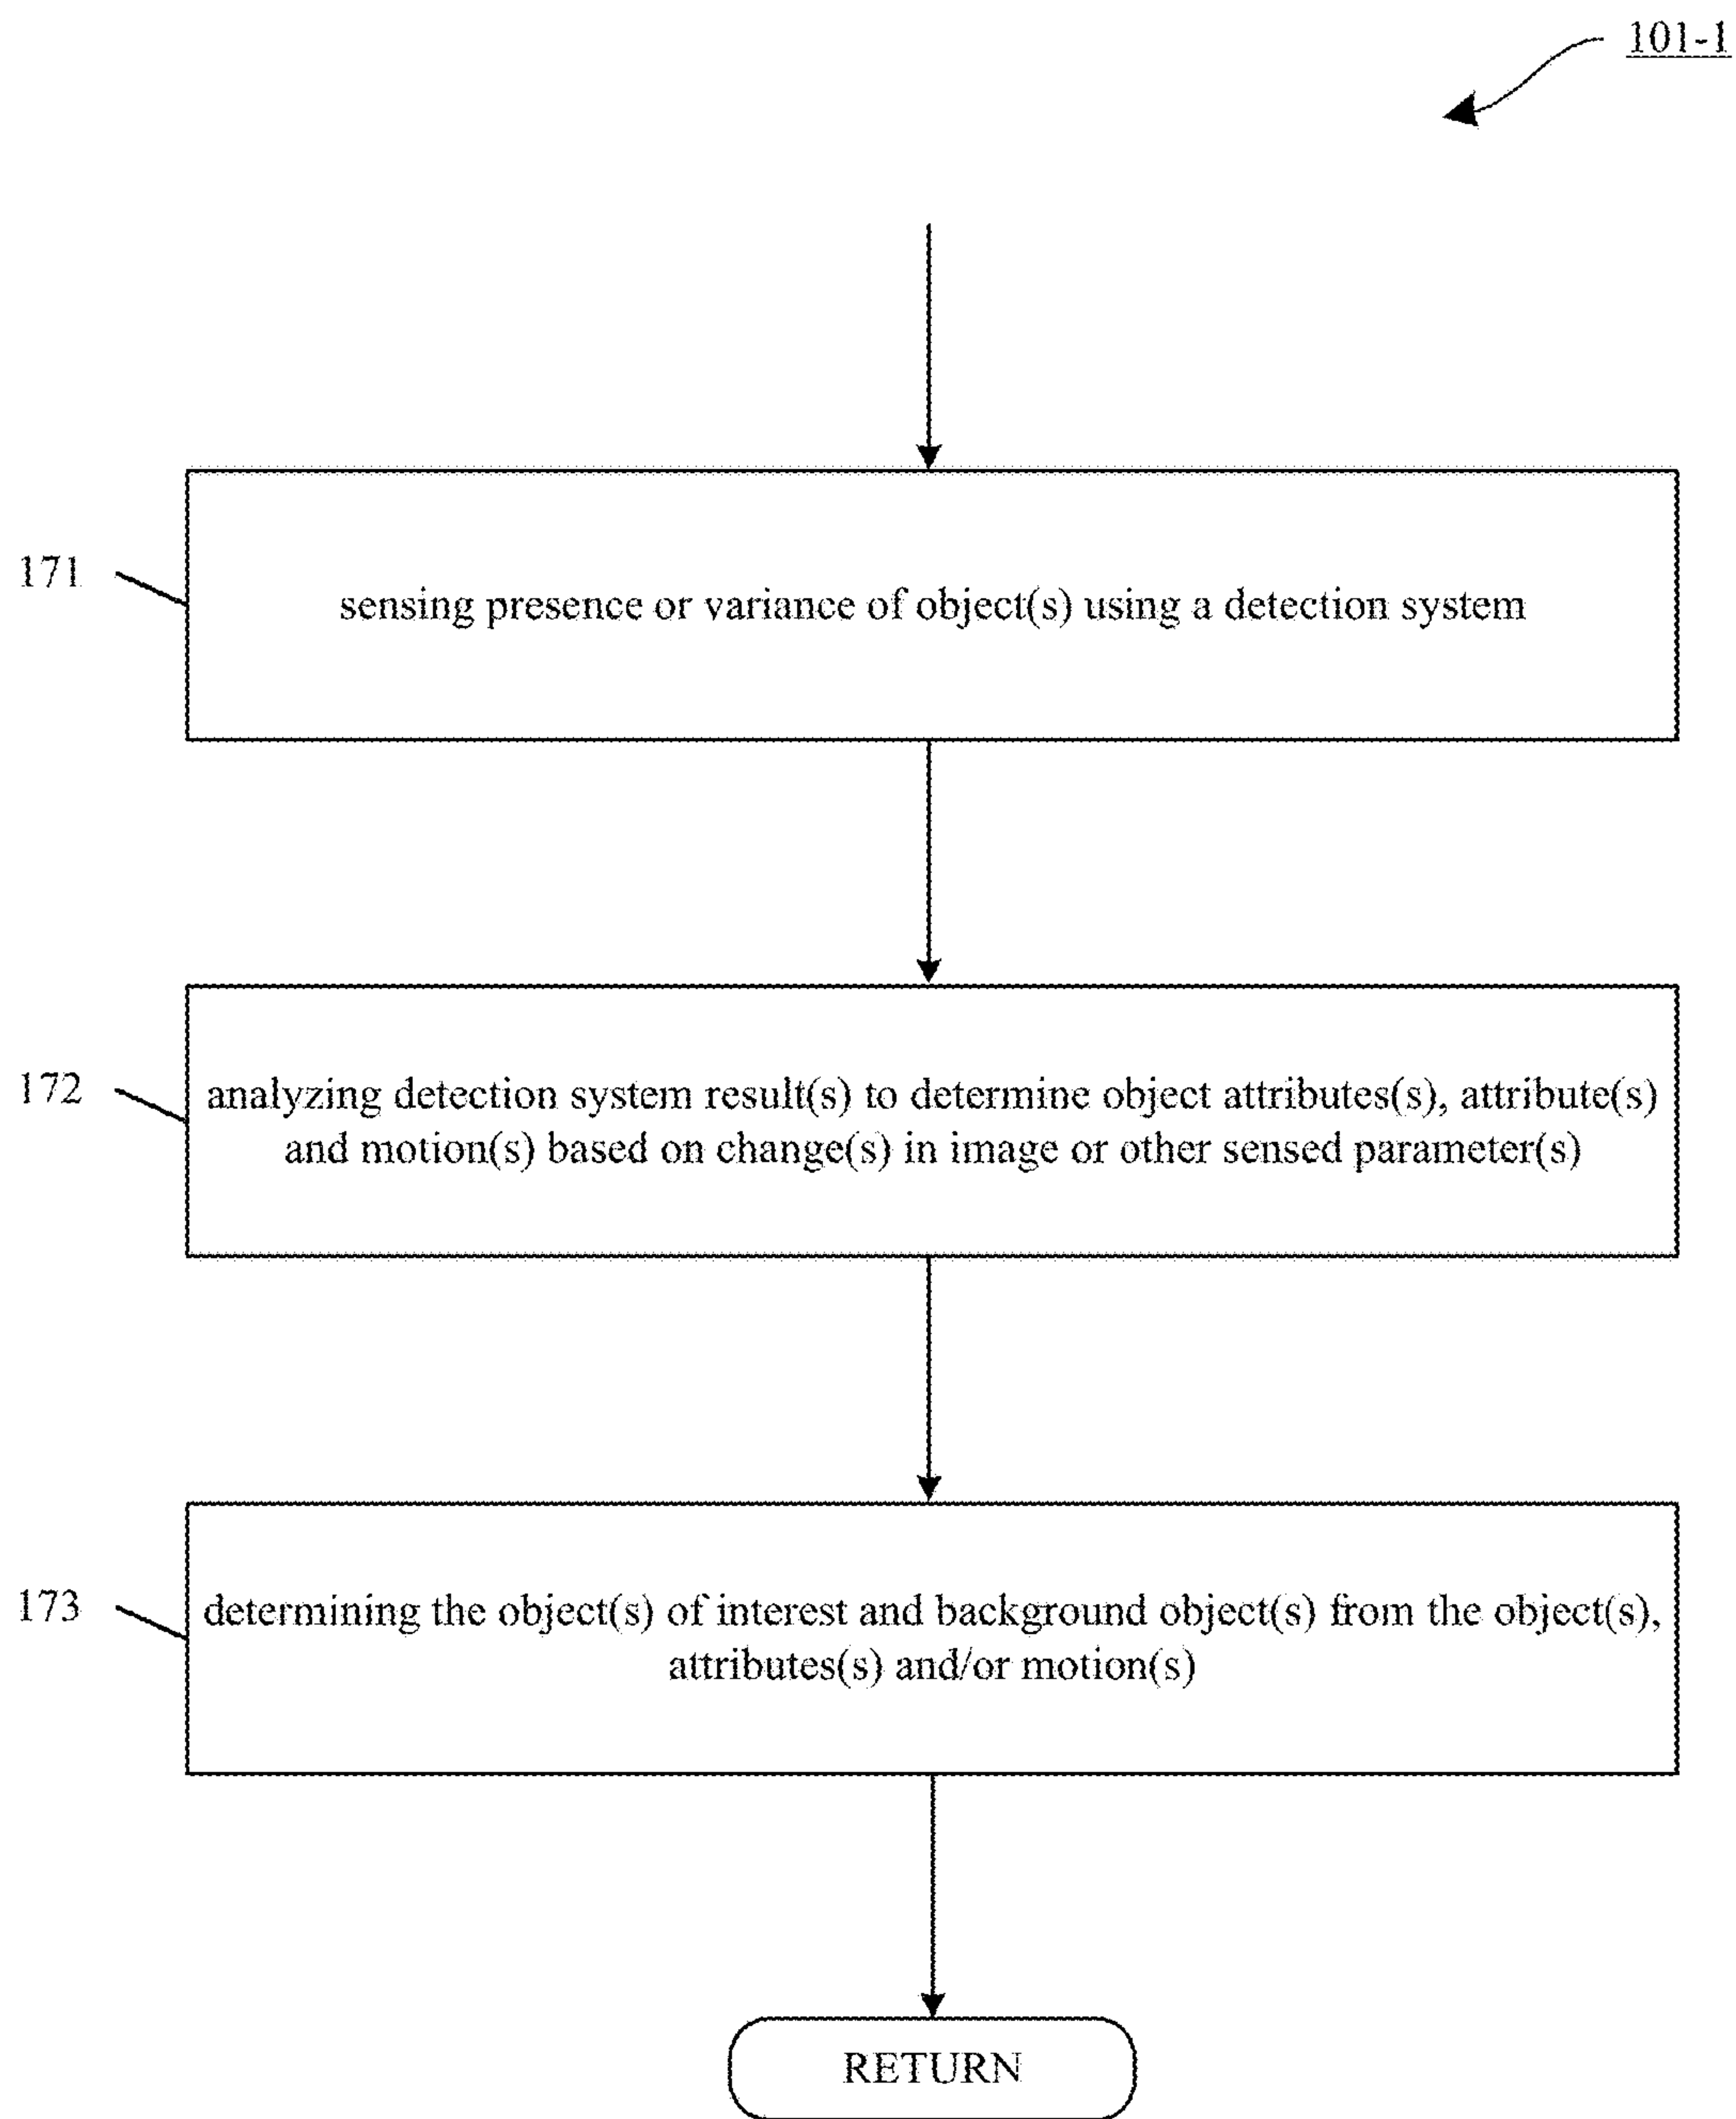 101-1
171
sensing presence or variance of object(s) using a detection system
172
analyzing detection system result(s) to determine object attributes(s), attribute(s)
and motion(s) based on change(s) in image or other sensed parameter(s)
173
determining the object(s) of interest and background object(s) from the object(s),
attributes(s) and/or motion(s)
RETURN